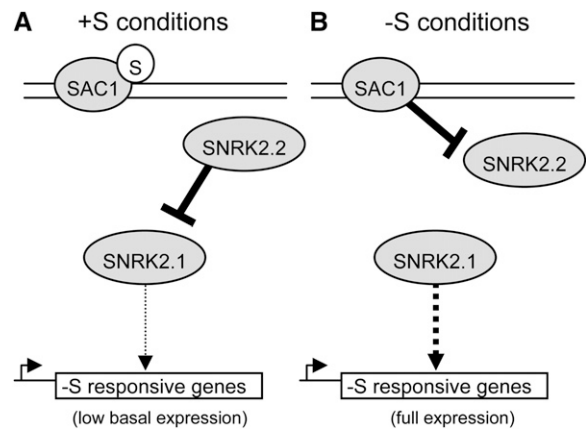 A +S conditions
S
SAC1
SNRK2.2
SNRK2.1
-S responsive genes
(low basal expression)
B -S conditions
SAC1
SNRK2.2
SNRK2.1
-S responsive genes
(full expression)